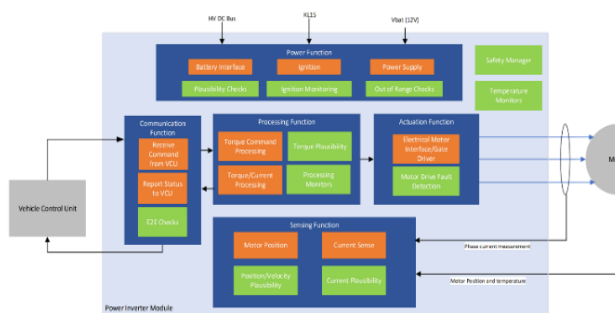 HV DC Bus
KL15
Vbat (12V)
Power Function
Battery Interface
Ignition
Power Supply
Plausibility Checks
Ignition Monitoring
Out of Range Checks
Safety Manager
Temperature
Monitors
Communication
Function
Receive
Command
from VCU
Report Status
to VCU
E2E Checks
Processing Function
Torque Command
Processing
Torque Plausibility
Torque/Current
Processing
Processing
Monitors
Actuation Function
Electrical Motor
Interface/Gate
Driver
Motor Drive Fault
Detection
M
Vehicle Control Unit
Sensing Function
Motor Position
Current Sense
Position/Velocity
Plausibility
Current Plausibility
Phase current measurement
Motor Position and temperature
Power Inverter Module